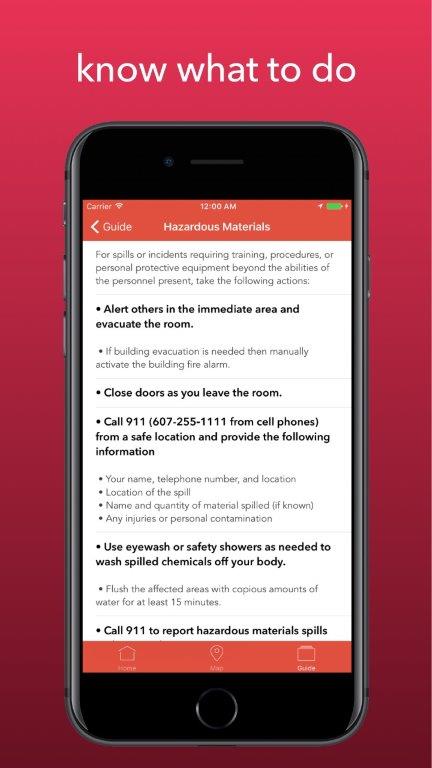 know what to do
Carrier 12:00 AM
Guide Hazardous Materials
For spills or incidents requiring training, procedures, or
personal protective equipment beyond the abilities of
the personnel present, take the following actions:
• Alert others in the immediate area and
evacuate the room.
• If building evacuation is needed then manually
activate the building fire alarm.
• Close doors as you leave the room.
• Call 911 (607-255-1111 from cell phones)
from a safe location and provide the following
information
• Your name, telephone number, and location
• Location of the spill
• Name and quantity of material spilled (if known)
• Any injuries or personal contamination
• Use eyewash or safety showers as needed to
wash spilled chemicals off your body.
• Flush the affected areas with copious amounts of
water for at least 15 minutes.
• Call 911 to report hazardous materials spills
Home Map Guide